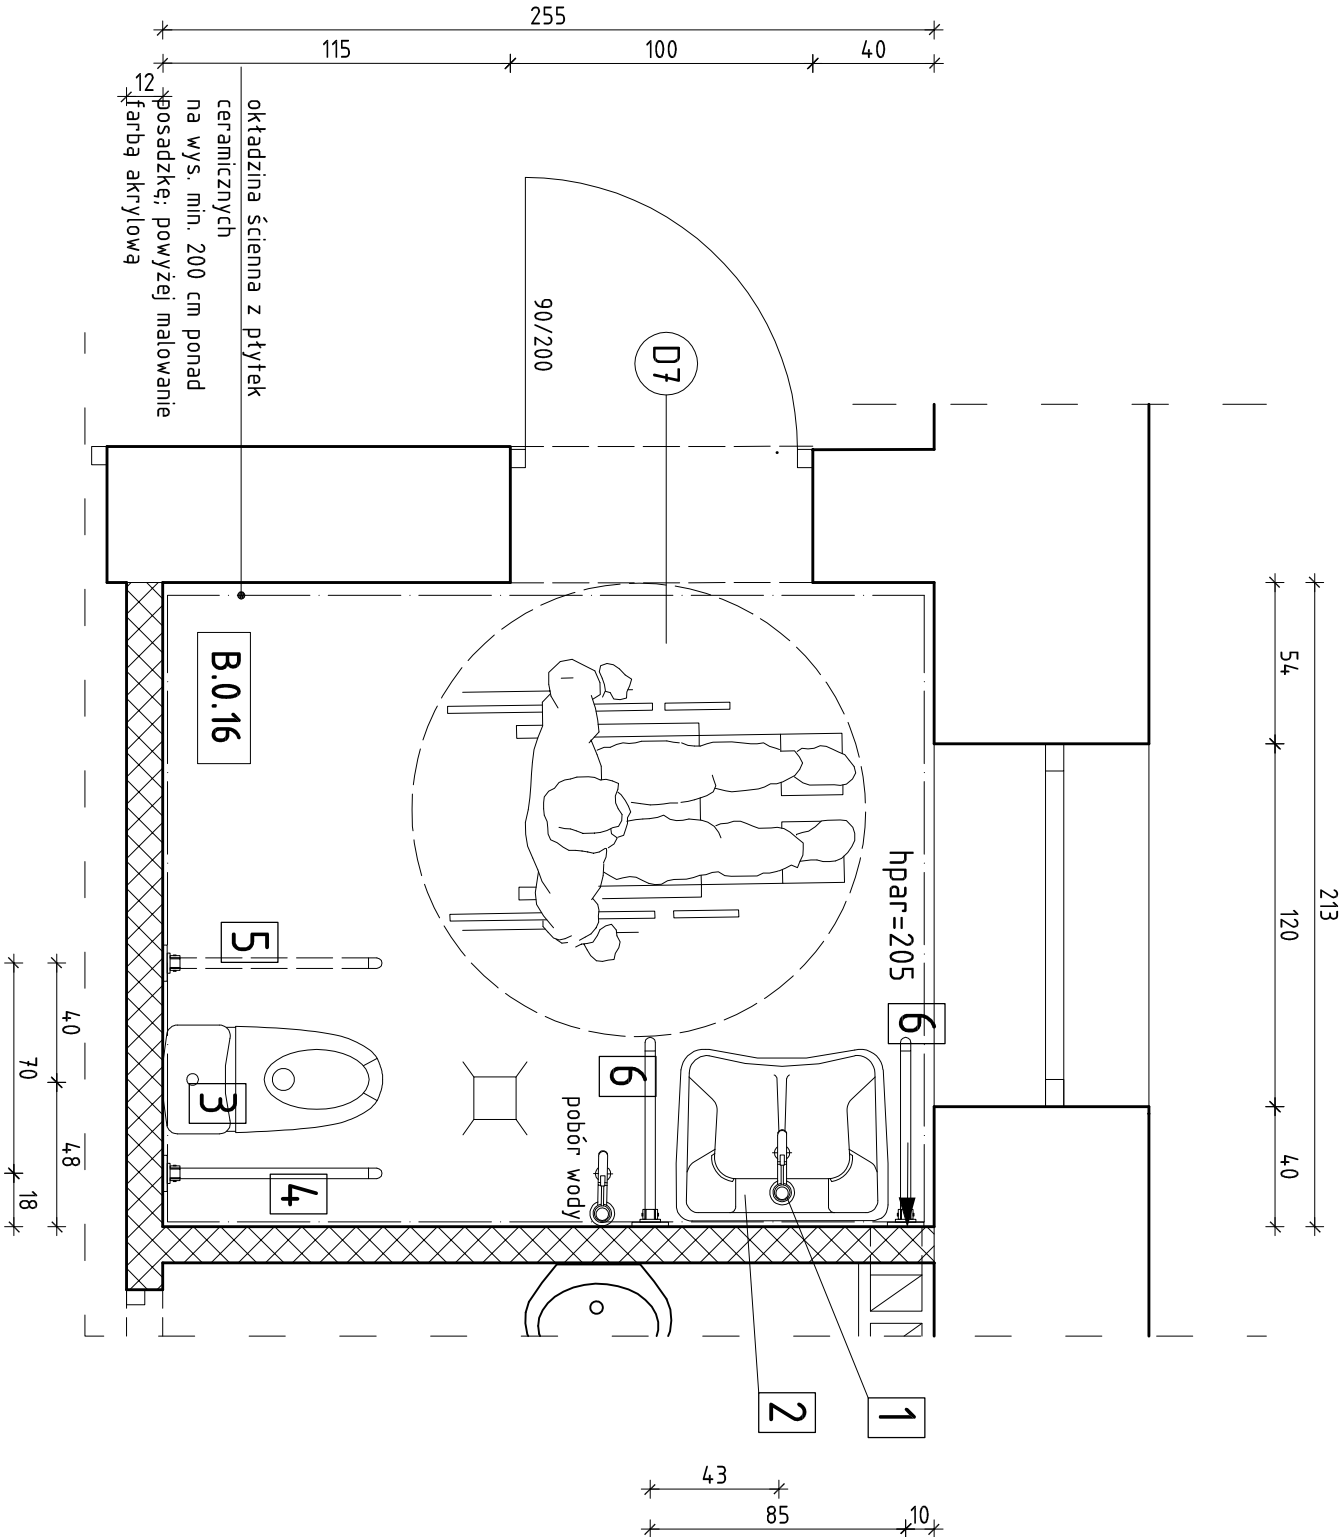 255
115
100
40
12
okładzina ścienna z płytek
ceramicznych
na wys. min. 200 cm ponad
posadzkę; powyżej malowanie
farbą akrylową
90/200
D7
B.0.16
hpar=205
54
120
213
40
5
6
6
3
4
pobór wody
40
70
48
18
2
1
43
85
10